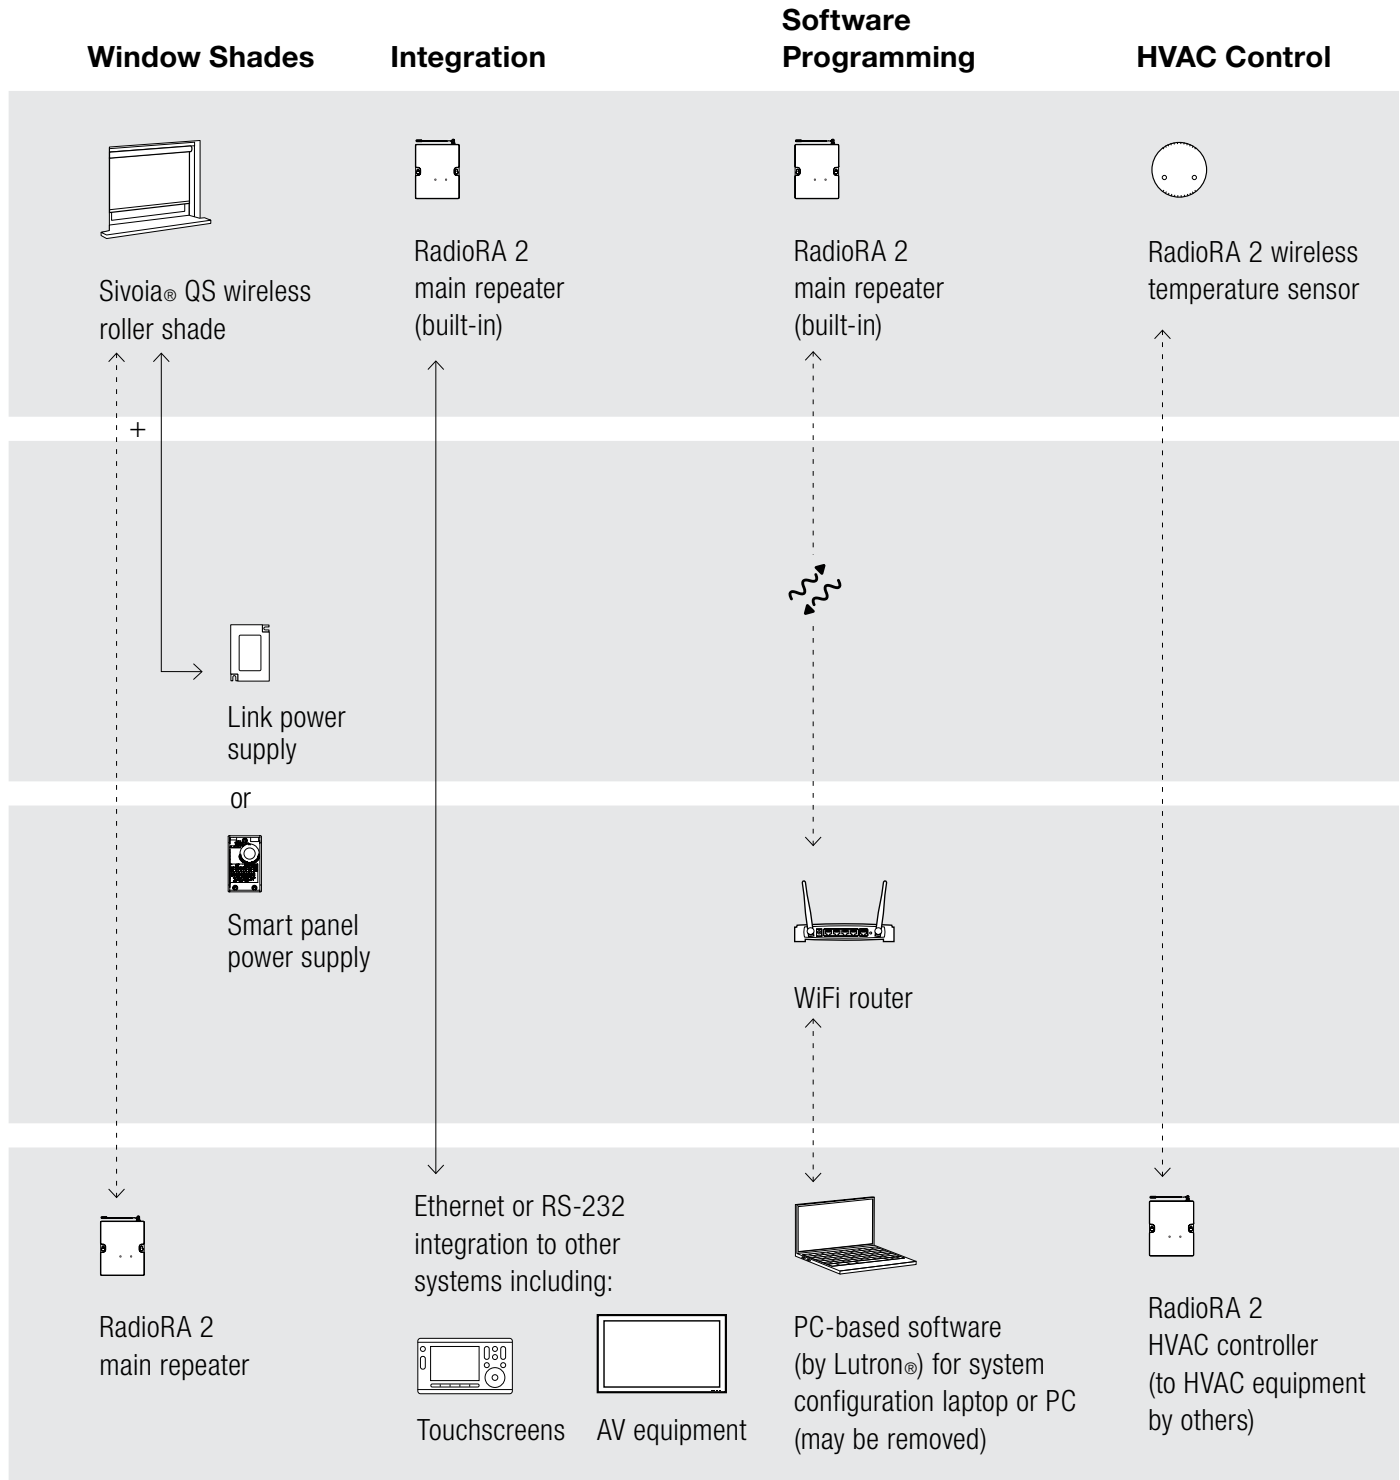 Window Shades
Sivoia® QS wireless
roller shade
+
Link power
supply
or
Smart panel
power supply
RadioRA 2
main repeater
Integration
RadioRA 2
main repeater
(built-in)
Ethernet or RS-232
integration to other
systems including:
Touchscreens
AV equipment
Software
Programming
RadioRA 2
main repeater
(built-in)
WiFi router
PC-based software
(by Lutron®) for system
configuration laptop or PC
(may be removed)
HVAC Control
RadioRA 2 wireless
temperature sensor
RadioRA 2
HVAC controller
(to HVAC equipment
by others)